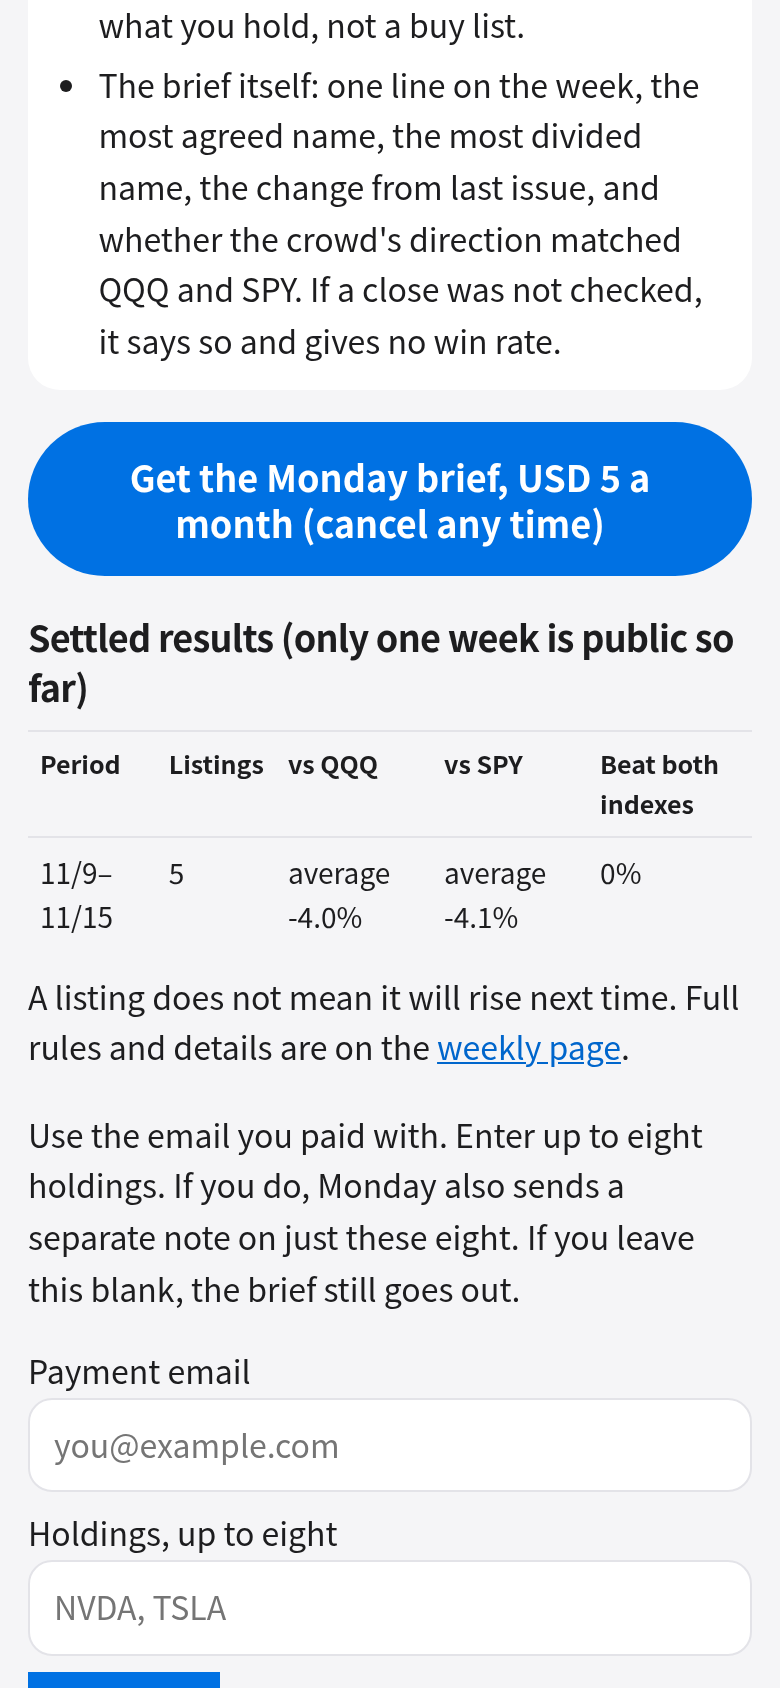 what you hold, not a buy list.
• The brief itself: one line on the week, the
most agreed name, the most divided
name, the change from last issue, and
whether the crowd's direction matched
QQQ and SPY. If a close was not checked,
it says so and gives no win rate.
Get the Monday brief, USD 5 a
month (cancel any time)
Settled results (only one week is public so
far)
Period Listings vs QQQ vs SPY Beat both
indexes
11/9– 5 average average 0%
11/15 -4.0% -4.1%
A listing does not mean it will rise next time. Full
rules and details are on the weekly page.
Use the email you paid with. Enter up to eight
holdings. If you do, Monday also sends a
separate note on just these eight. If you leave
this blank, the brief still goes out.
Payment email
you@example.com
Holdings, up to eight
NVDA, TSLA